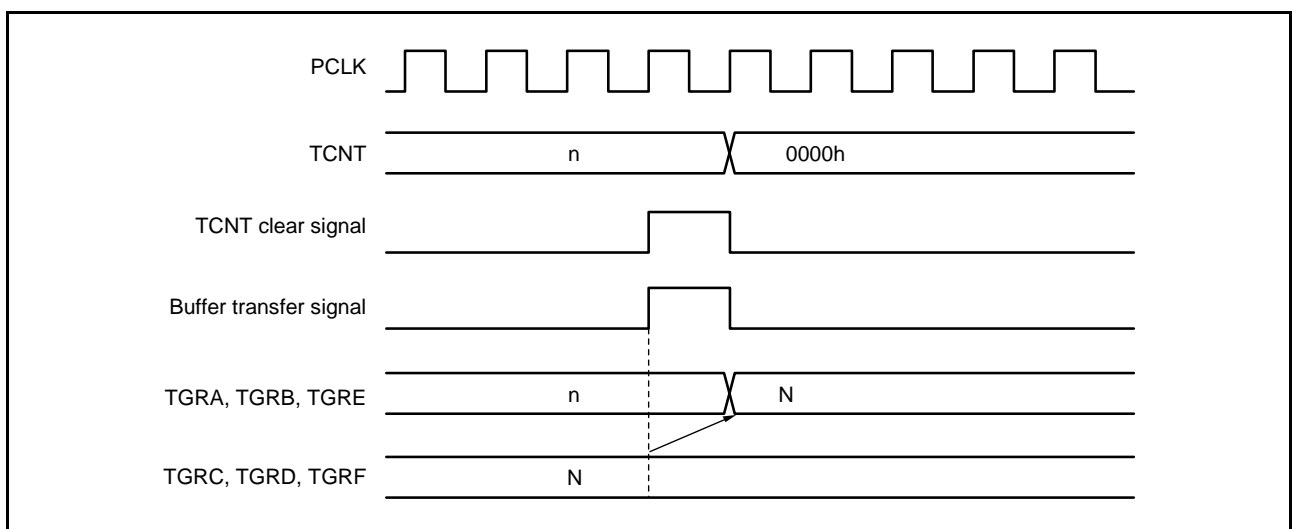 PCLK
TCNT n 0000h
TCNT clear signal
Buffer transfer signal
TGRA, TGRB, TGRE n N
TGRC, TGRD, TGRF N